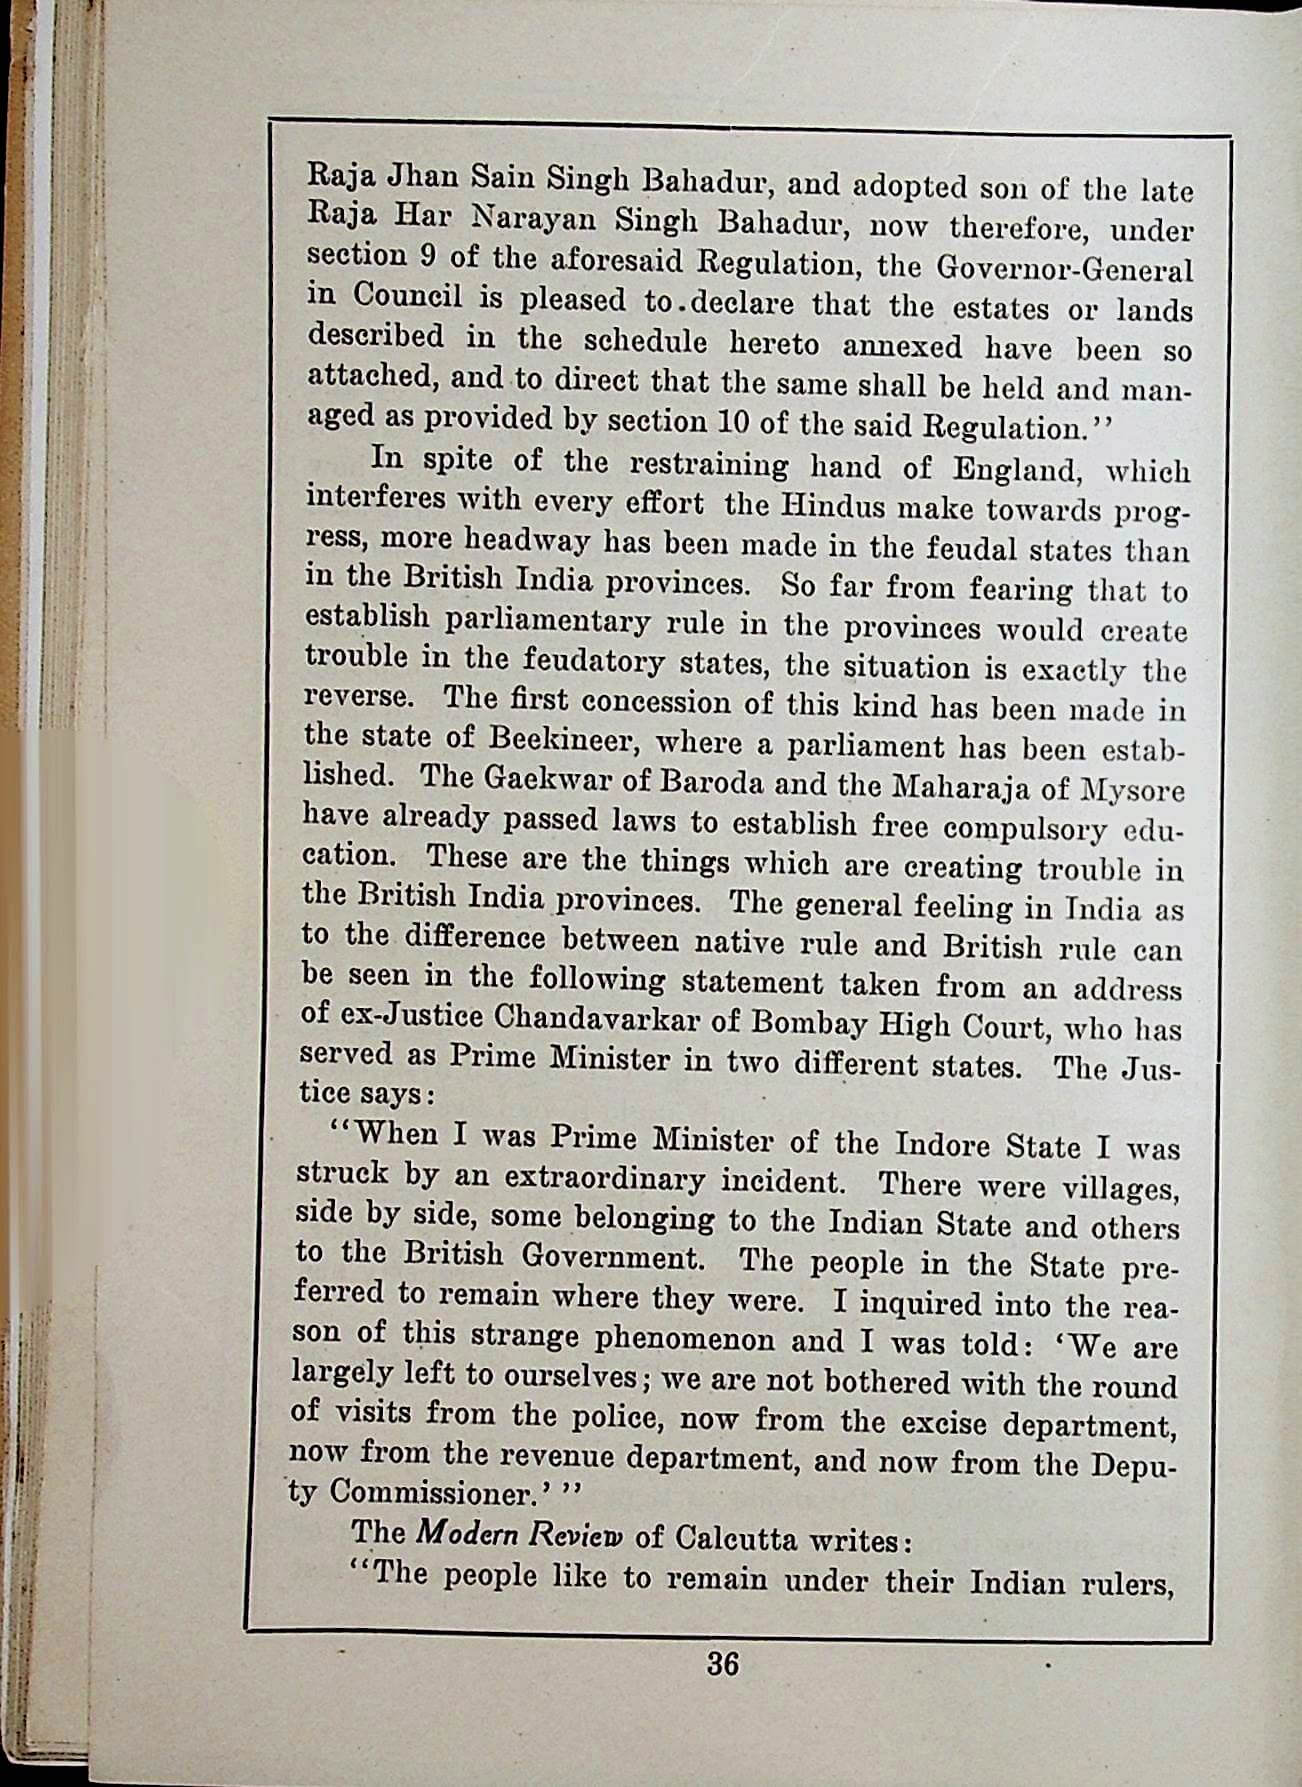 Raja Jhan Sain Singh Bahadur, and adopted son of the late
Raja Har Narayan Singh Bahadur, now therefore, under
section 9 of the aforesaid Regulation, the Governor-General
in Council is pleased to declare that the estates or lands
described in the schedule hereto annexed have been so
attached, and to direct that the same shall be held and man-
aged as provided by section 10 of the said Regulation.”
In spite of the restraining hand of England, which
interferes with every effort the Hindus make towards prog-
ress, more headway has been made in the feudal states than
in the British India provinces. So far from fearing that to
establish parliamentary rule in the provinces would create
trouble in the feudatory states, the situation is exactly the
reverse. The first concession of this kind has been made in
the state of Beekineer, where a parliament has been estab-
lished. The Gaekwar of Baroda and the Maharaja of Mysore
have already passed laws to establish free compulsory edu-
cation. These are the things which are creating trouble in
the British India provinces. The general feeling in India as
to the difference between native rule and British rule can
be seen in the following statement taken from an address
of ex-Justice Chandavarkar of Bombay High Court, who has
served as Prime Minister in two different states. The Jus-
tice says:
“When I was Prime Minister of the Indore State I was
struck by an extraordinary incident. There were villages,
side by side, some belonging to the Indian State and others
to the British Government. The people in the State pre-
ferred to remain where they were. I inquired into the rea-
son of this strange phenomenon and I was told: ‘We are
largely left to ourselves; we are not bothered with the round
of visits from the police, now from the excise department,
now from the revenue department, and now from the Depu-
ty Commissioner.’ ”
The Modern Review of Calcutta writes:
“The people like to remain under their Indian rulers,
36